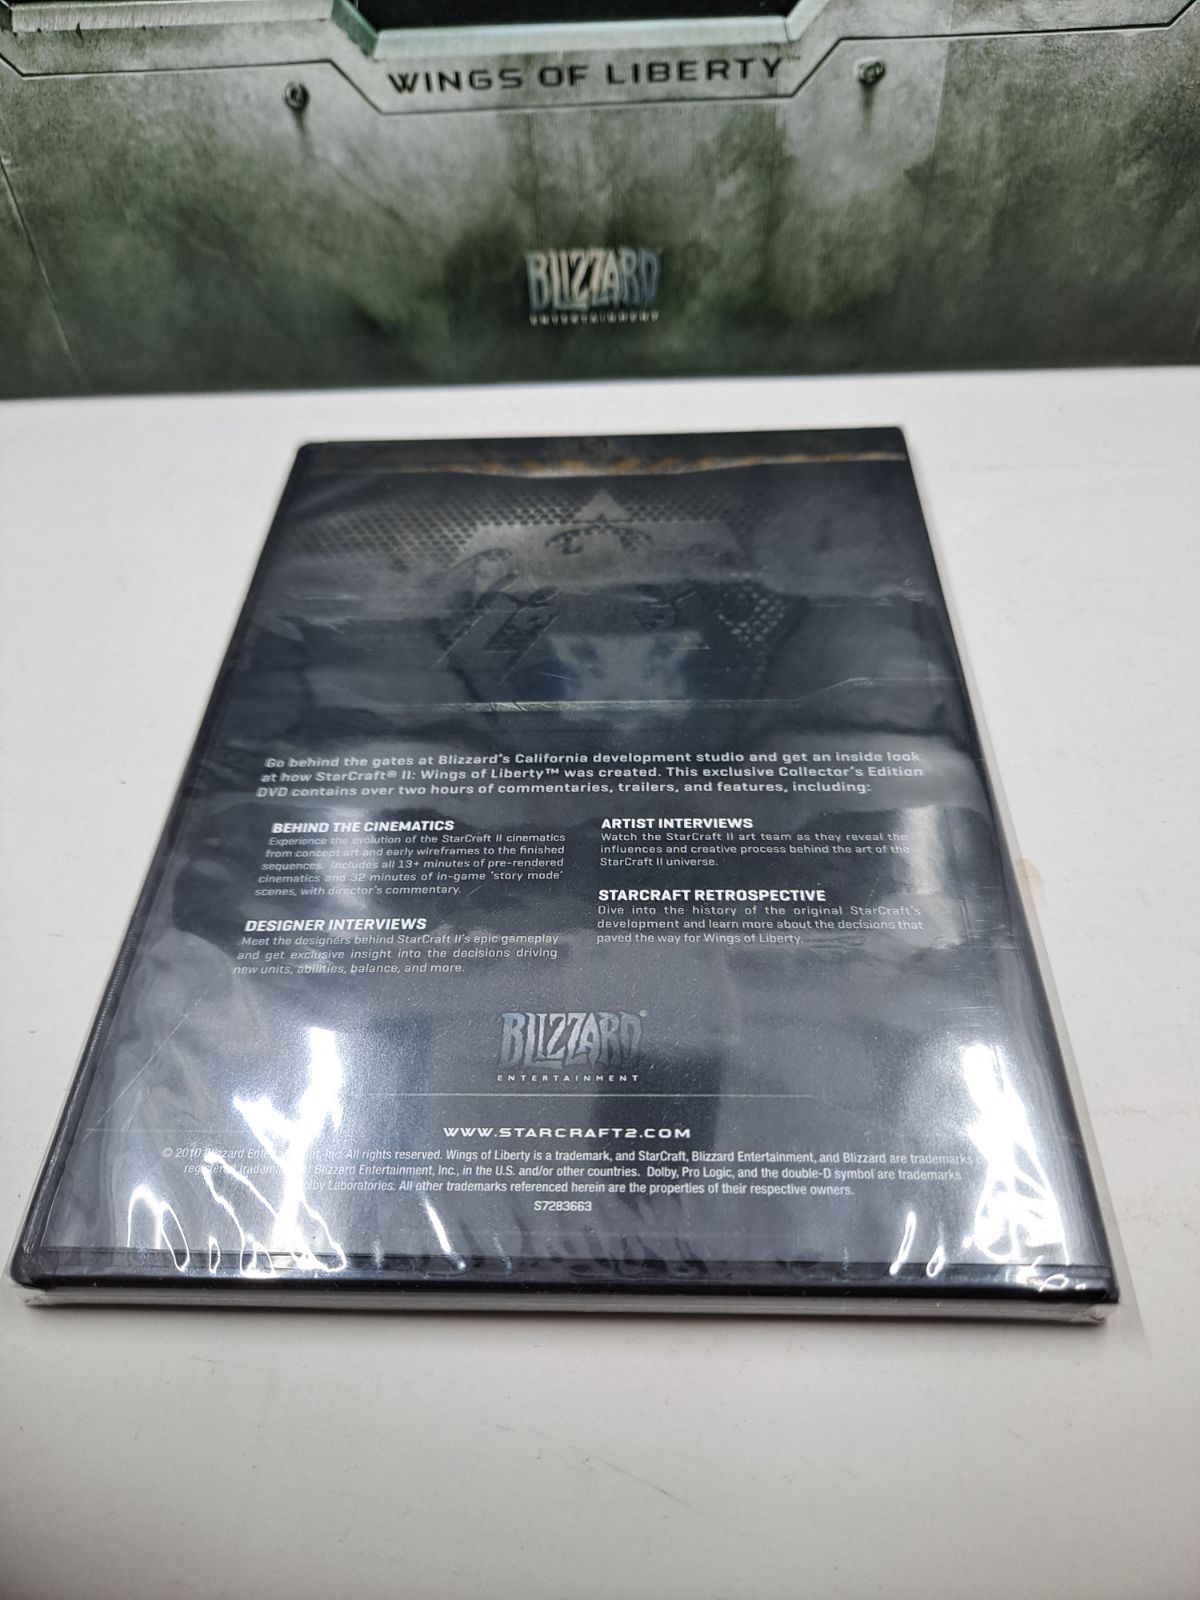 WINGS OF LIBERTY™
BLIZZARD
ENTERTAINMENT
Go behind the gates at Blizzard's California development studio and get an inside look
at how StarCraft® II: Wings of Liberty™ was created. This exclusive Collector's Edition
DVD contains over two hours of commentaries, trailers, and features, including:
BEHIND THE CINEMATICS
Experience the evolution of the StarCraft II cinematics
from concept art and early wireframes to the finished
sequences. Includes all 13+ minutes of pre-rendered
cinematics and 32 minutes of in-game 'story mode'
scenes, with director's commentary.
DESIGNER INTERVIEWS
Meet the designers behind StarCraft II's epic gameplay
and get exclusive insight into the decisions driving
new units, abilities, balance, and more.
ARTIST INTERVIEWS
Watch the StarCraft II art team as they reveal the
influences and creative process behind the art of the
StarCraft II universe.
STARCRAFT RETROSPECTIVE
Dive into the history of the original StarCraft's
development and learn more about the decisions that
paved the way for Wings of Liberty.
BLIZZARD®
ENTERTAINMENT
WWW.STARCRAFT2.COM
© 2010 Blizzard Entertainment, Inc. All rights reserved. Wings of Liberty is a trademark, and StarCraft, Blizzard Entertainment, and Blizzard are trademarks
registered trademarks of Blizzard Entertainment, Inc., in the U.S. and/or other countries. Dolby, Pro Logic, and the double-D symbol are trademarks
Dolby Laboratories. All other trademarks referenced herein are the properties of their respective owners.
S7283663